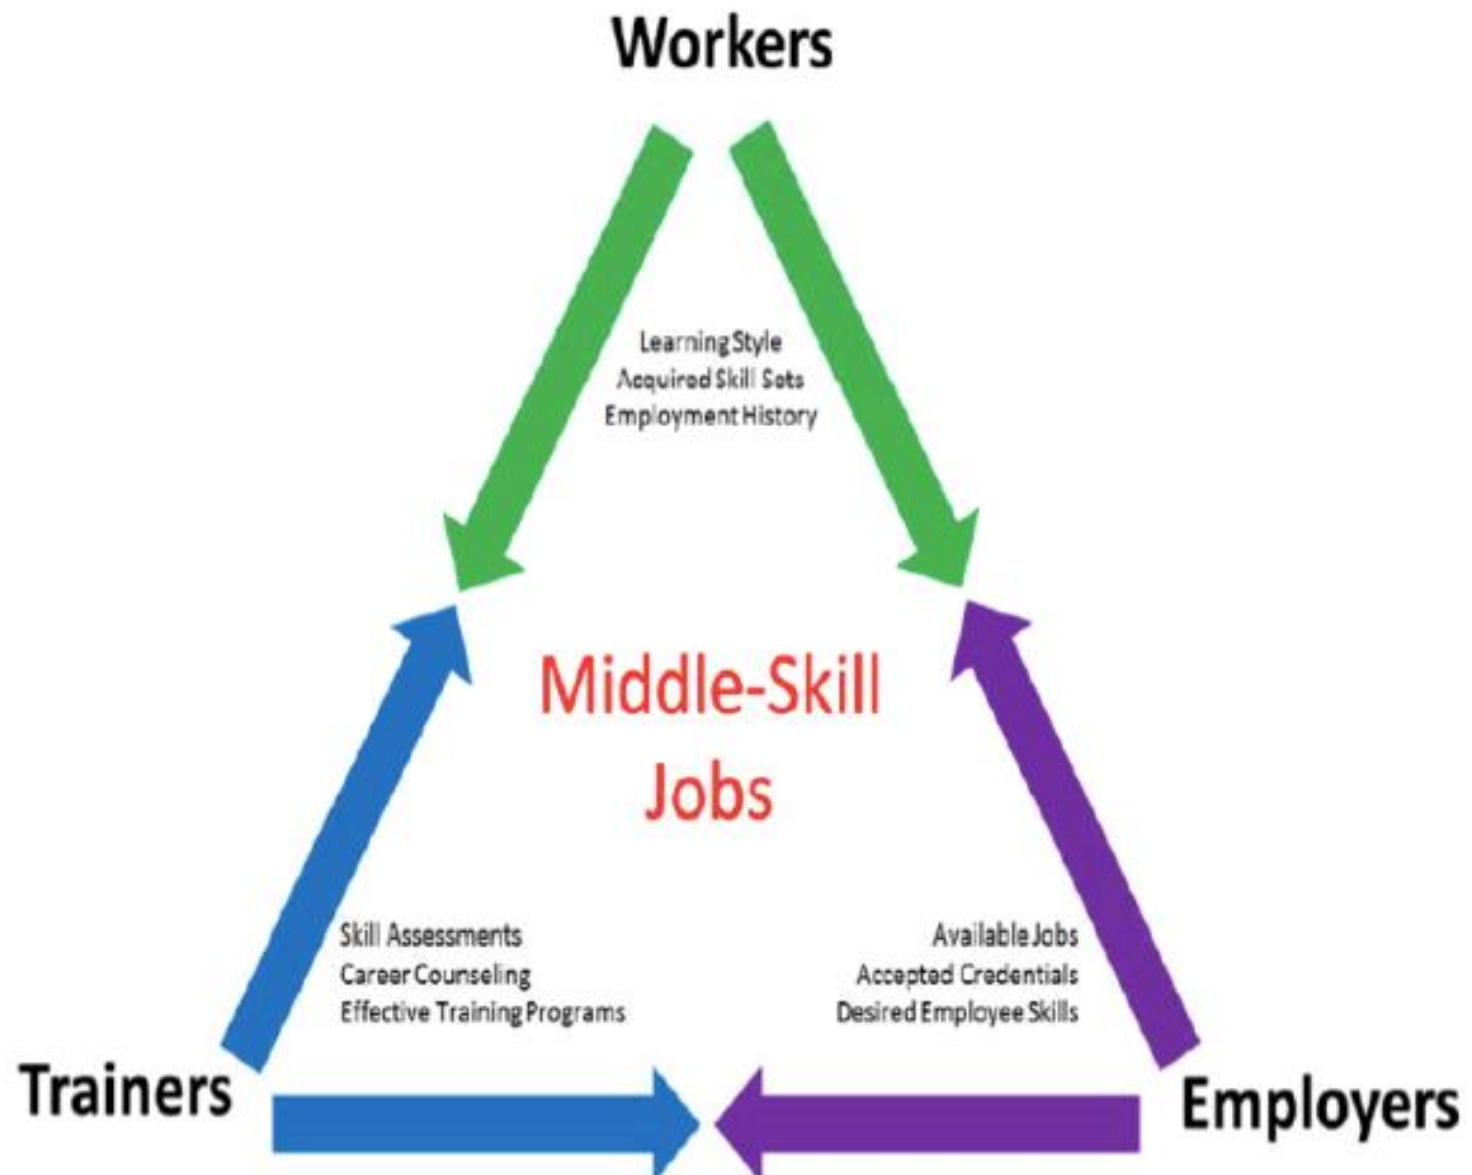 Workers
Learning Style
Acquired Skill Sets
Employment History
Middle-Skill
Jobs
Skill Assessments
Career Counseling
Effective Training Programs
Available Jobs
Accepted Credentials
Desired Employee Skills
Trainers
Employers